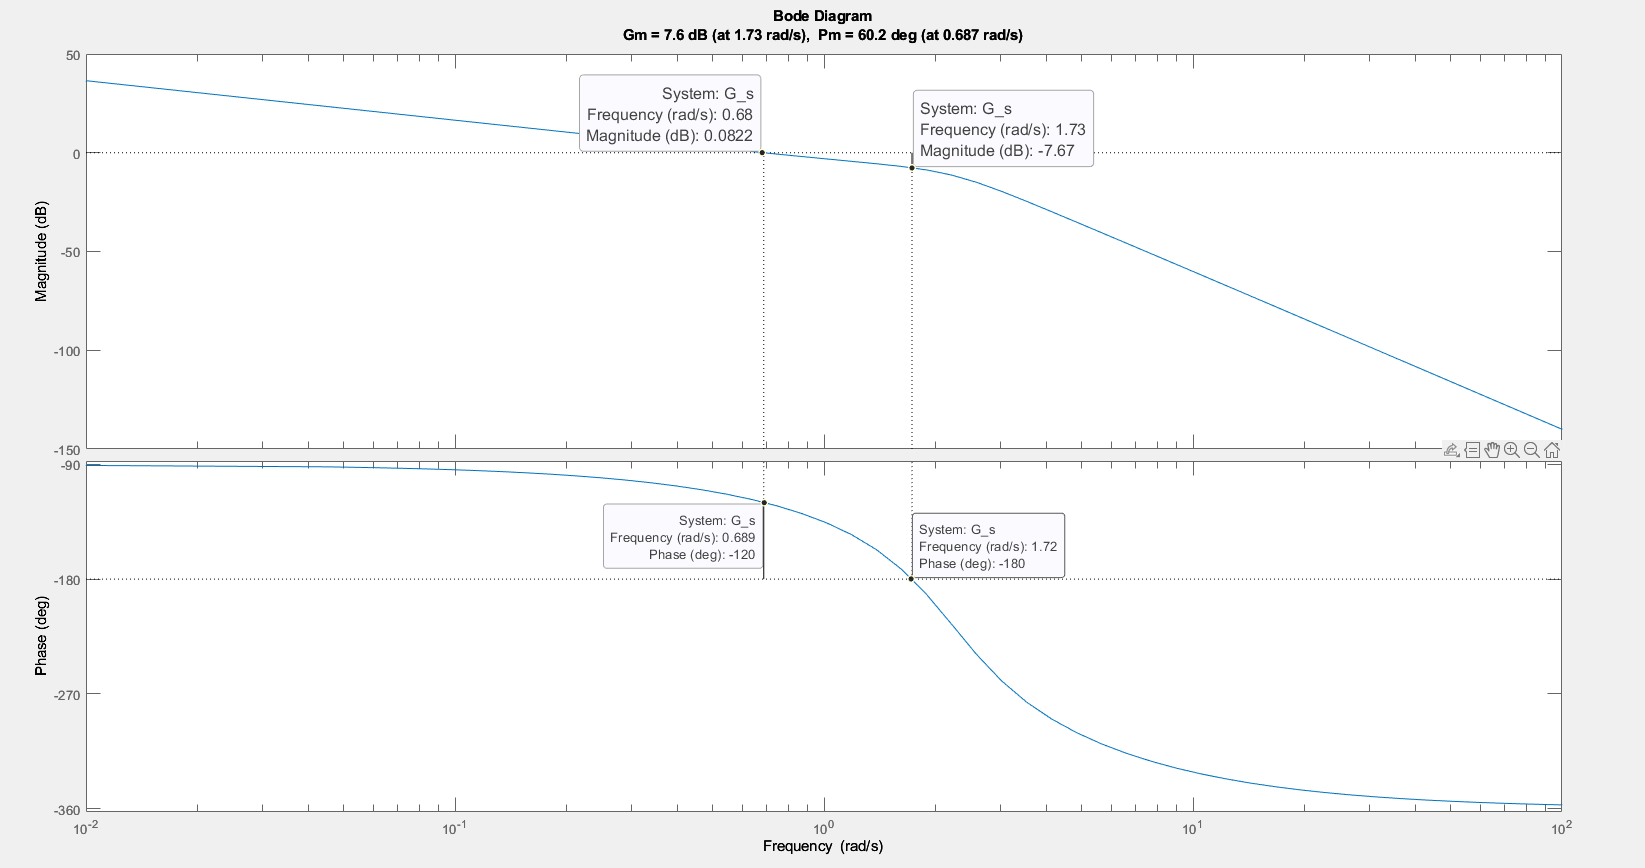 Bode Diagram
Gm = 7.6 dB (at 1.73 rad/s),  Pm = 60.2 deg (at 0.687 rad/s)
50
0
-50
-100
-150
Magnitude (dB)
System: G_s
Frequency (rad/s): 0.68
Magnitude (dB): 0.0822
System: G_s
Frequency (rad/s): 1.73
Magnitude (dB): -7.67
-90
-180
-270
-360
Phase (deg)
System: G_s
Frequency (rad/s): 0.689
Phase (deg): -120
System: G_s
Frequency (rad/s): 1.72
Phase (deg): -180
10^-2
10^-1
10^0
10^1
10^2
Frequency  (rad/s)